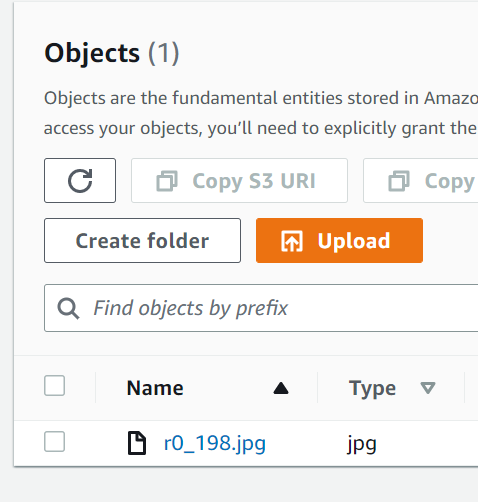 Objects (1)
Objects are the fundamental entities stored in Amazo
access your objects, you'll need to explicitly grant the
Copy S3 URI
Copy
Create folder
Upload
Find objects by prefix
Name
Type
r0_198.jpg
jpg